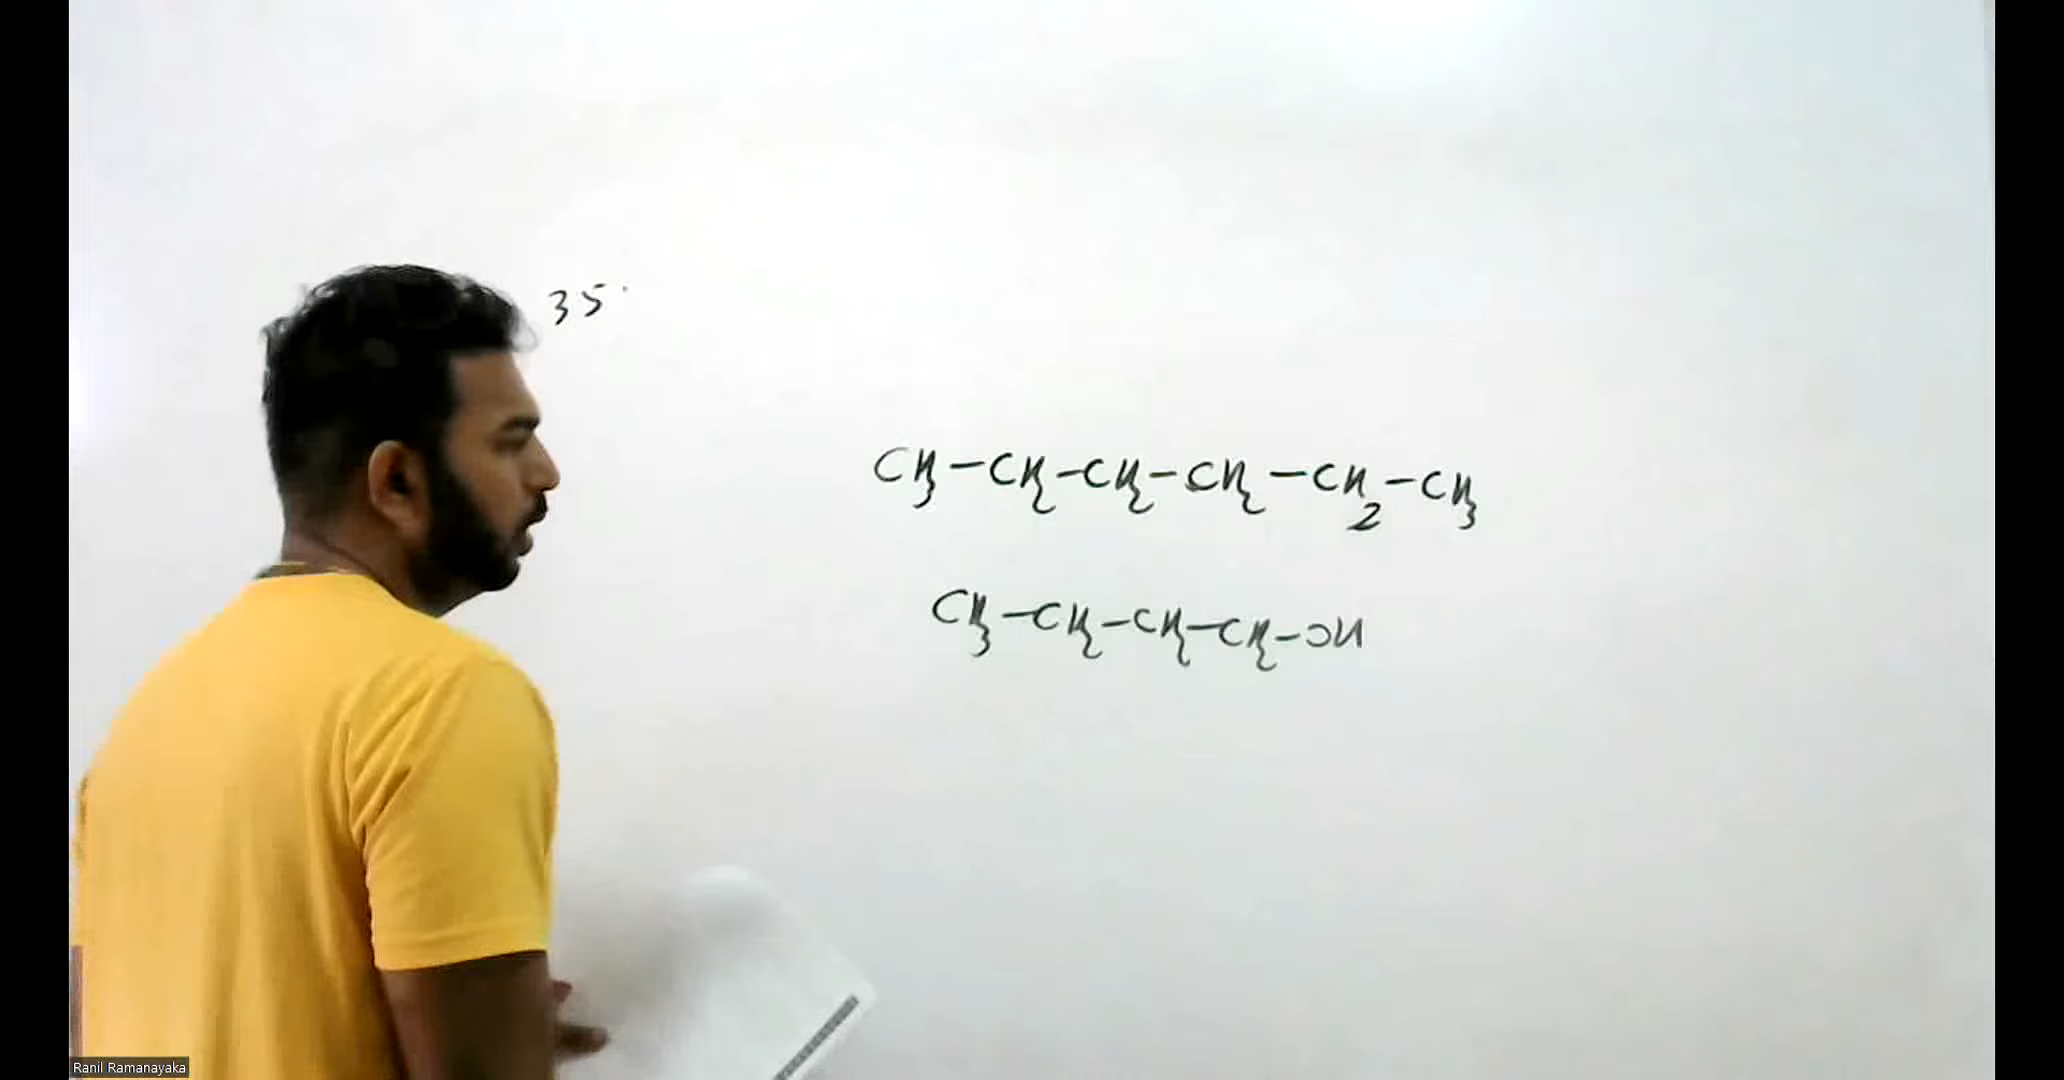 35.
CH₃-CH₂-CH₂-CH₂-CH₂-CH₃
CH₃-CH₂-CH₂-CH₂-OH
Ranil Ramanayaka